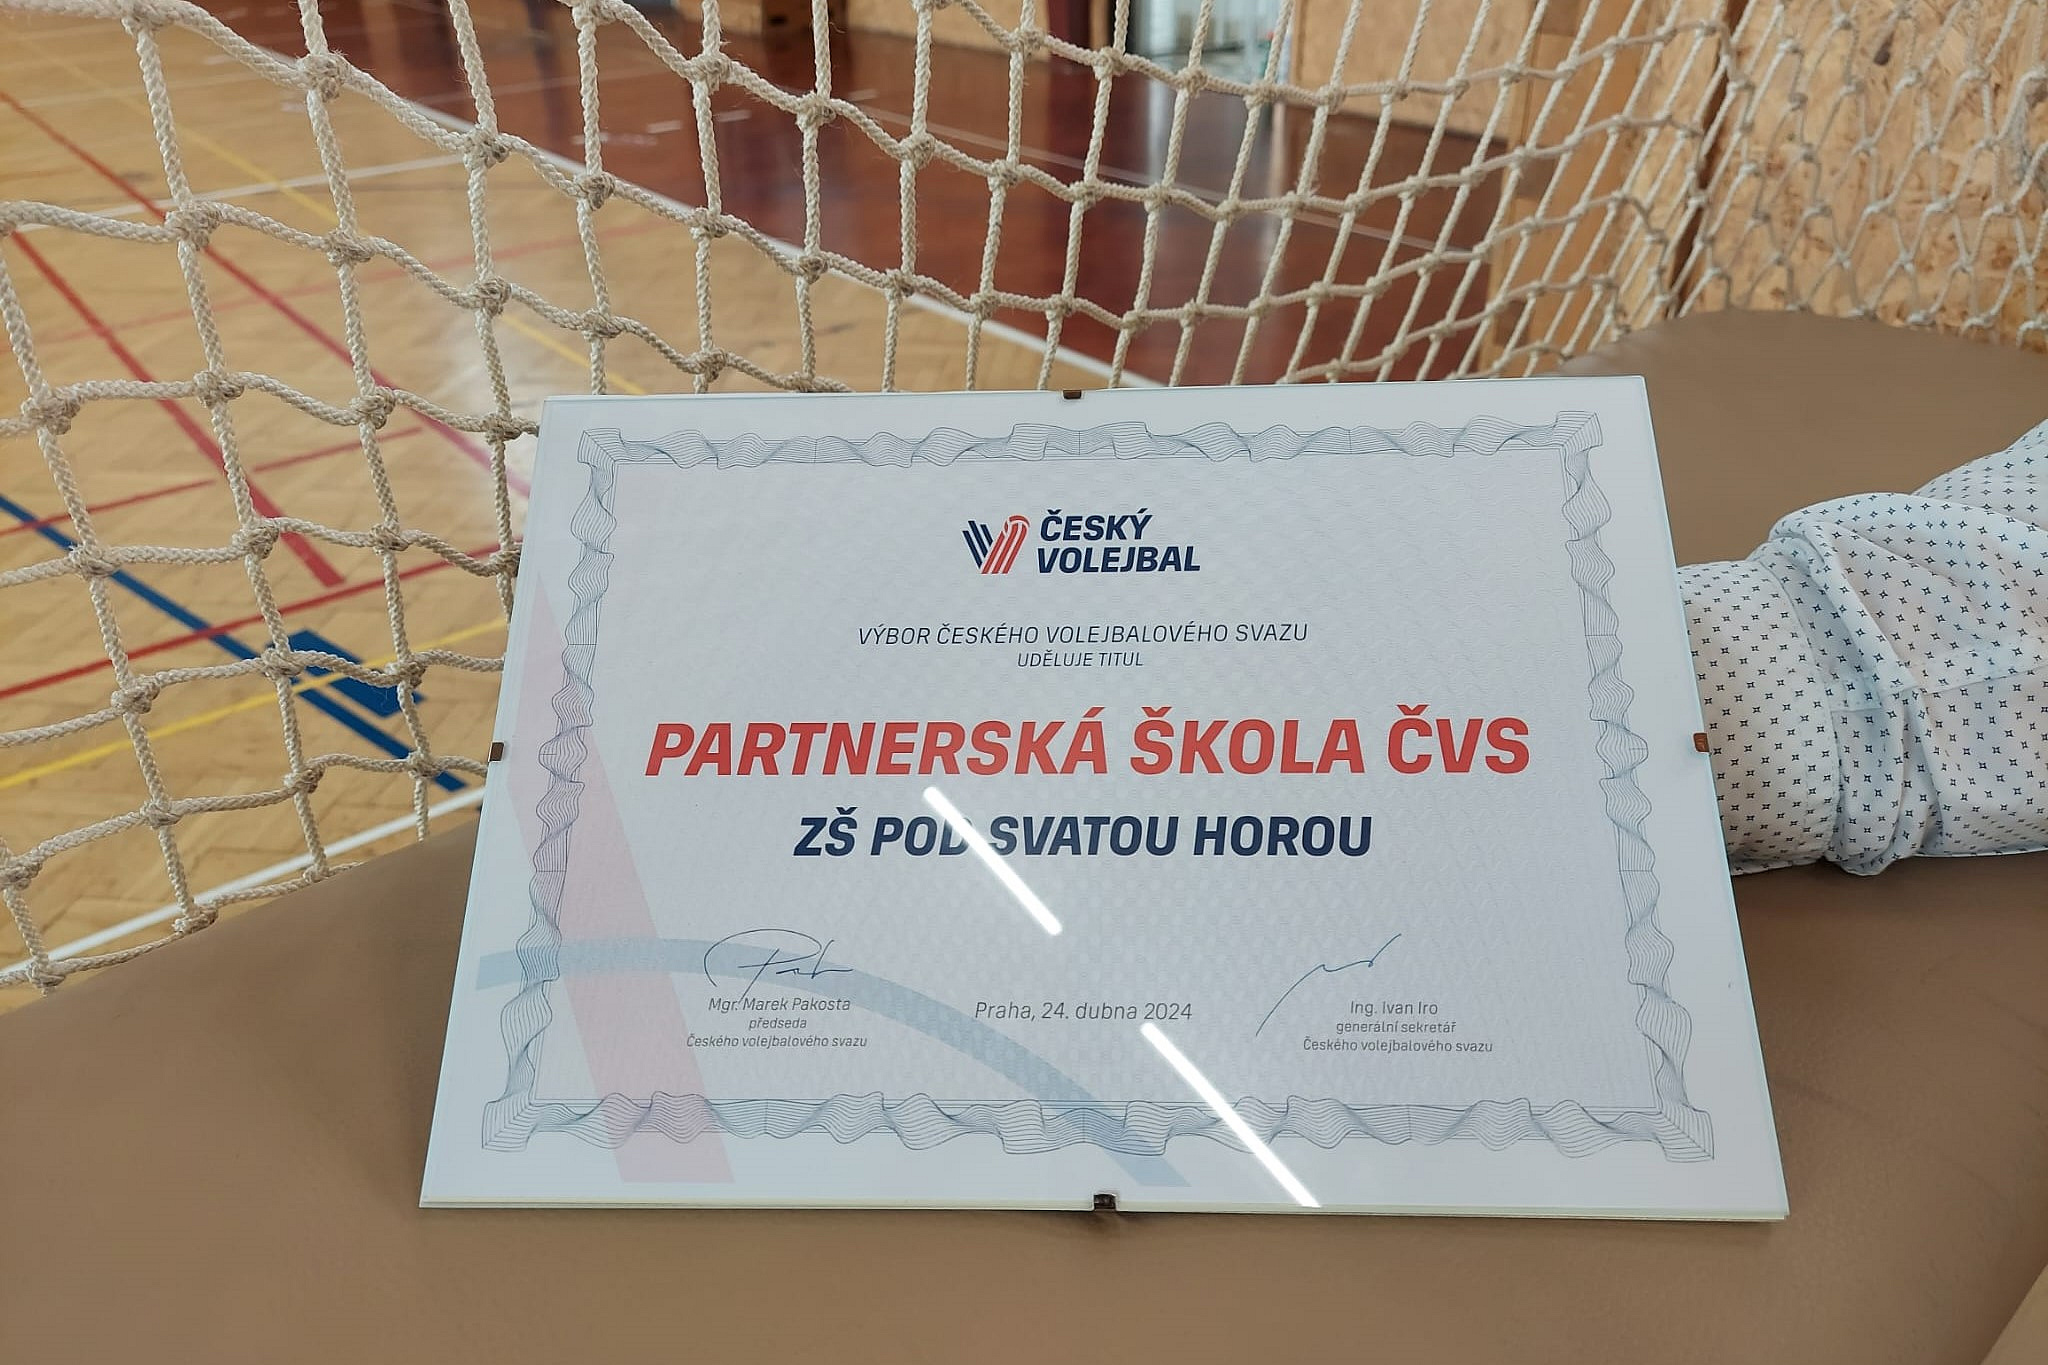 ČESKÝ
VOLEJBAL
VÝBOR ČESKÉHO VOLEJBALOVÉHO SVAZU
UDĚLUJE TITUL
PARTNERSKÁ ŠKOLA ČVS
ZŠ POD SVATOU HOROU
Mgr. Marek Pakosta
předseda
Českého volejbalového svazu
Praha, 24. dubna 2024
Ing. Ivan Iro
generální sekretář
Českého volejbalového svazu